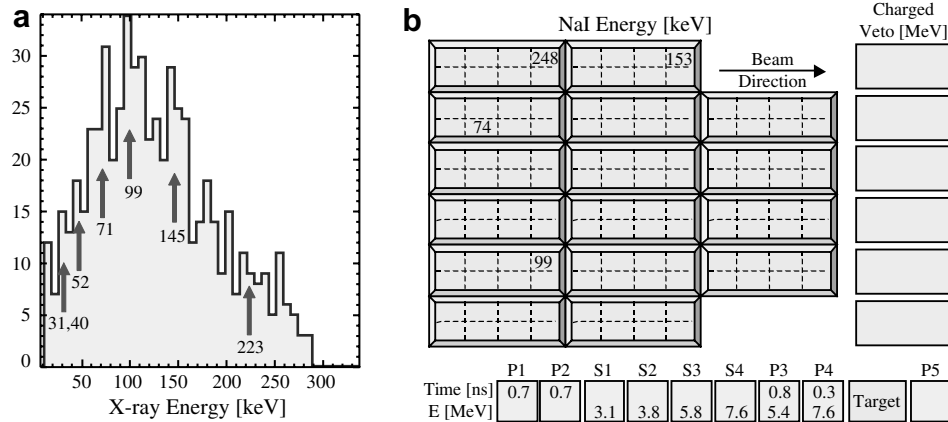 a
30
25
20
15
10
5
0
31,40
52
71
99
145
223
50 100 150 200 250 300
X-ray Energy [keV]
b
NaI Energy [keV]
248 153
74
99
Beam
Direction
Charged
Veto [MeV]
P1 P2 S1 S2 S3 S4 P3 P4 P5
Time [ns] 0.7 0.7 0.8 0.3
E [MeV] 3.1 3.8 5.8 7.6 5.4 7.6
Target